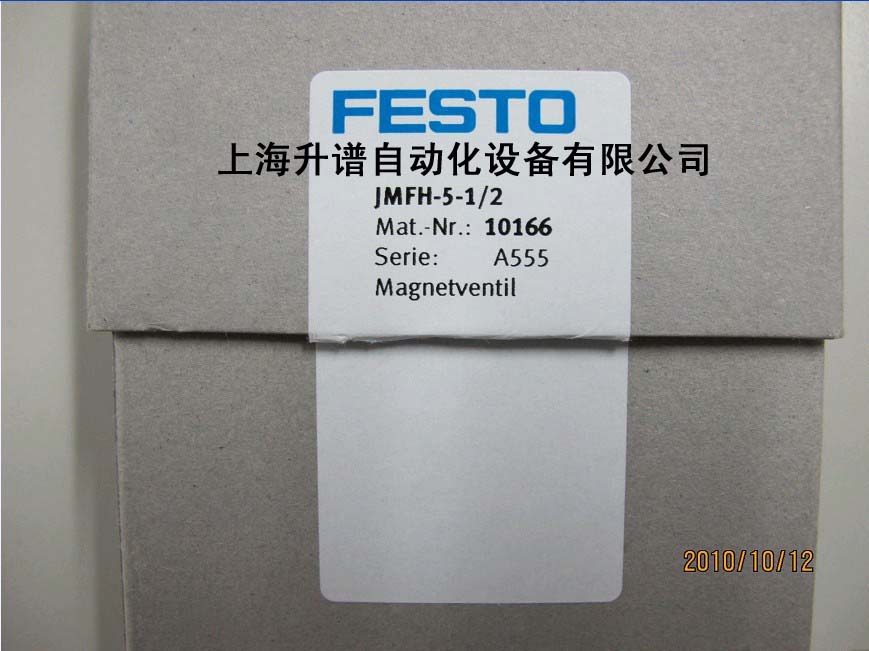 FESTO
上海升谱自动化设备有限公司
JMFH-5-1/2
Mat.-Nr.: 10166
Serie: A555
Magnetventil
2010/10/12